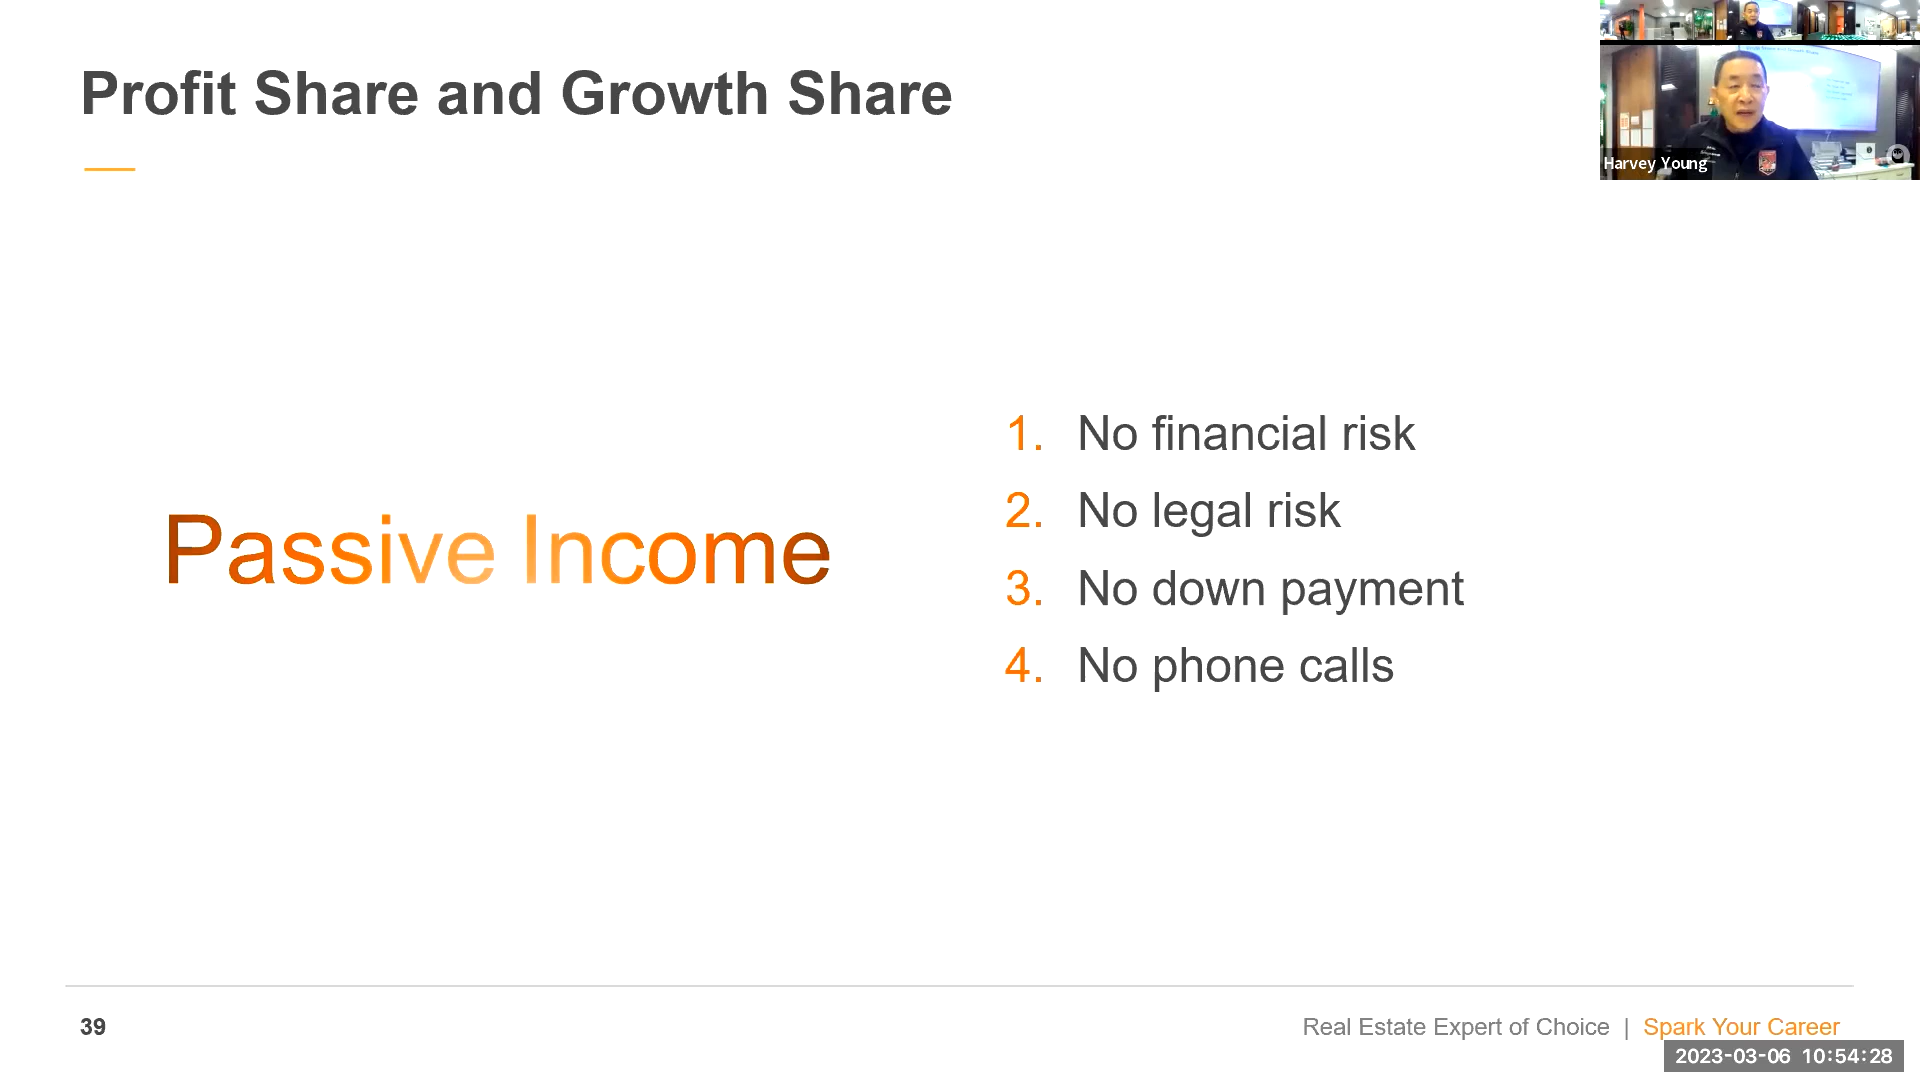 Profit Share and Growth Share
Harvey Young
Passive Income
1. No financial risk
2. No legal risk
3. No down payment
4. No phone calls
39
Real Estate Expert of Choice | Spark Your Career
2023-03-06 10:54:28